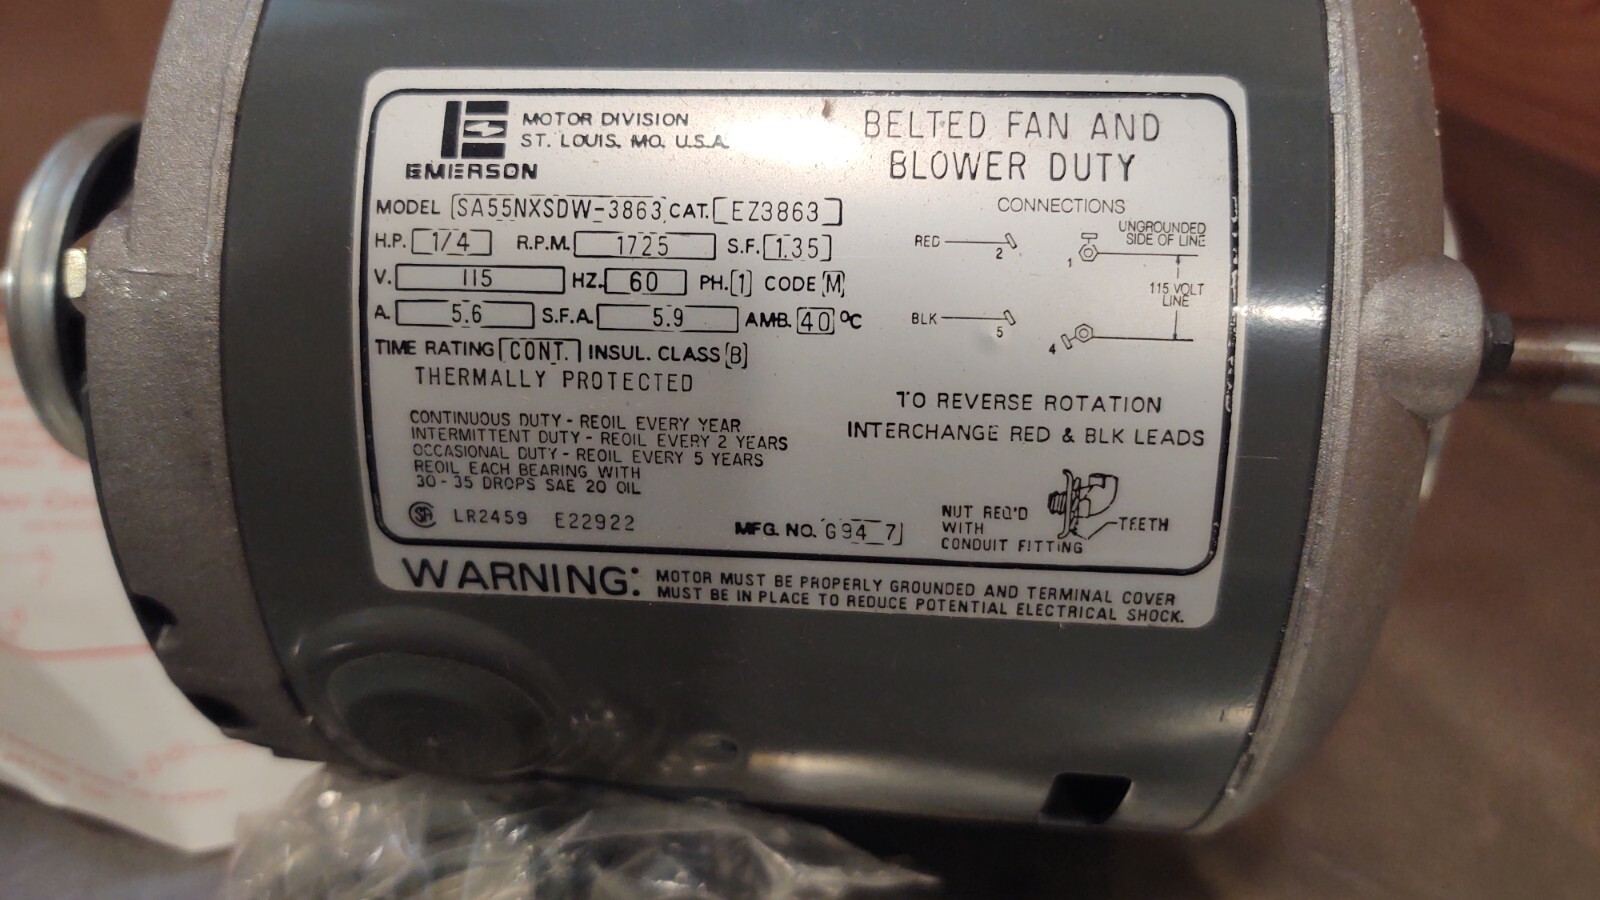 MOTOR DIVISION
ST. LOUIS, MO. U.S.A.
EMERSON
BELTED FAN AND
BLOWER DUTY
MODEL SA55NXSDW-3863 CAT. EZ3863
H.P. 1/4 R.P.M. 1725 S.F. 1.35
V. 115 HZ. 60 PH. 1 CODE M
A. 5.6 S.F.A. 5.9 AMB. 40 °C
TIME RATING CONT. INSUL. CLASS B
THERMALLY PROTECTED
CONTINUOUS DUTY - REOIL EVERY YEAR
INTERMITTENT DUTY - REOIL EVERY 2 YEARS
OCCASIONAL DUTY - REOIL EVERY 5 YEARS
REOIL EACH BEARING WITH
30 - 35 DROPS SAE 20 OIL
SA LR2459 E22922
MFG. NO. G94 7
CONNECTIONS
UNGROUNDED
SIDE OF LINE
RED 2 1
115 VOLT
LINE
BLK 5 4
TO REVERSE ROTATION
INTERCHANGE RED & BLK LEADS
NUT REQ'D
WITH
CONDUIT FITTING
TEETH
WARNING: MOTOR MUST BE PROPERLY GROUNDED AND TERMINAL COVER
MUST BE IN PLACE TO REDUCE POTENTIAL ELECTRICAL SHOCK.